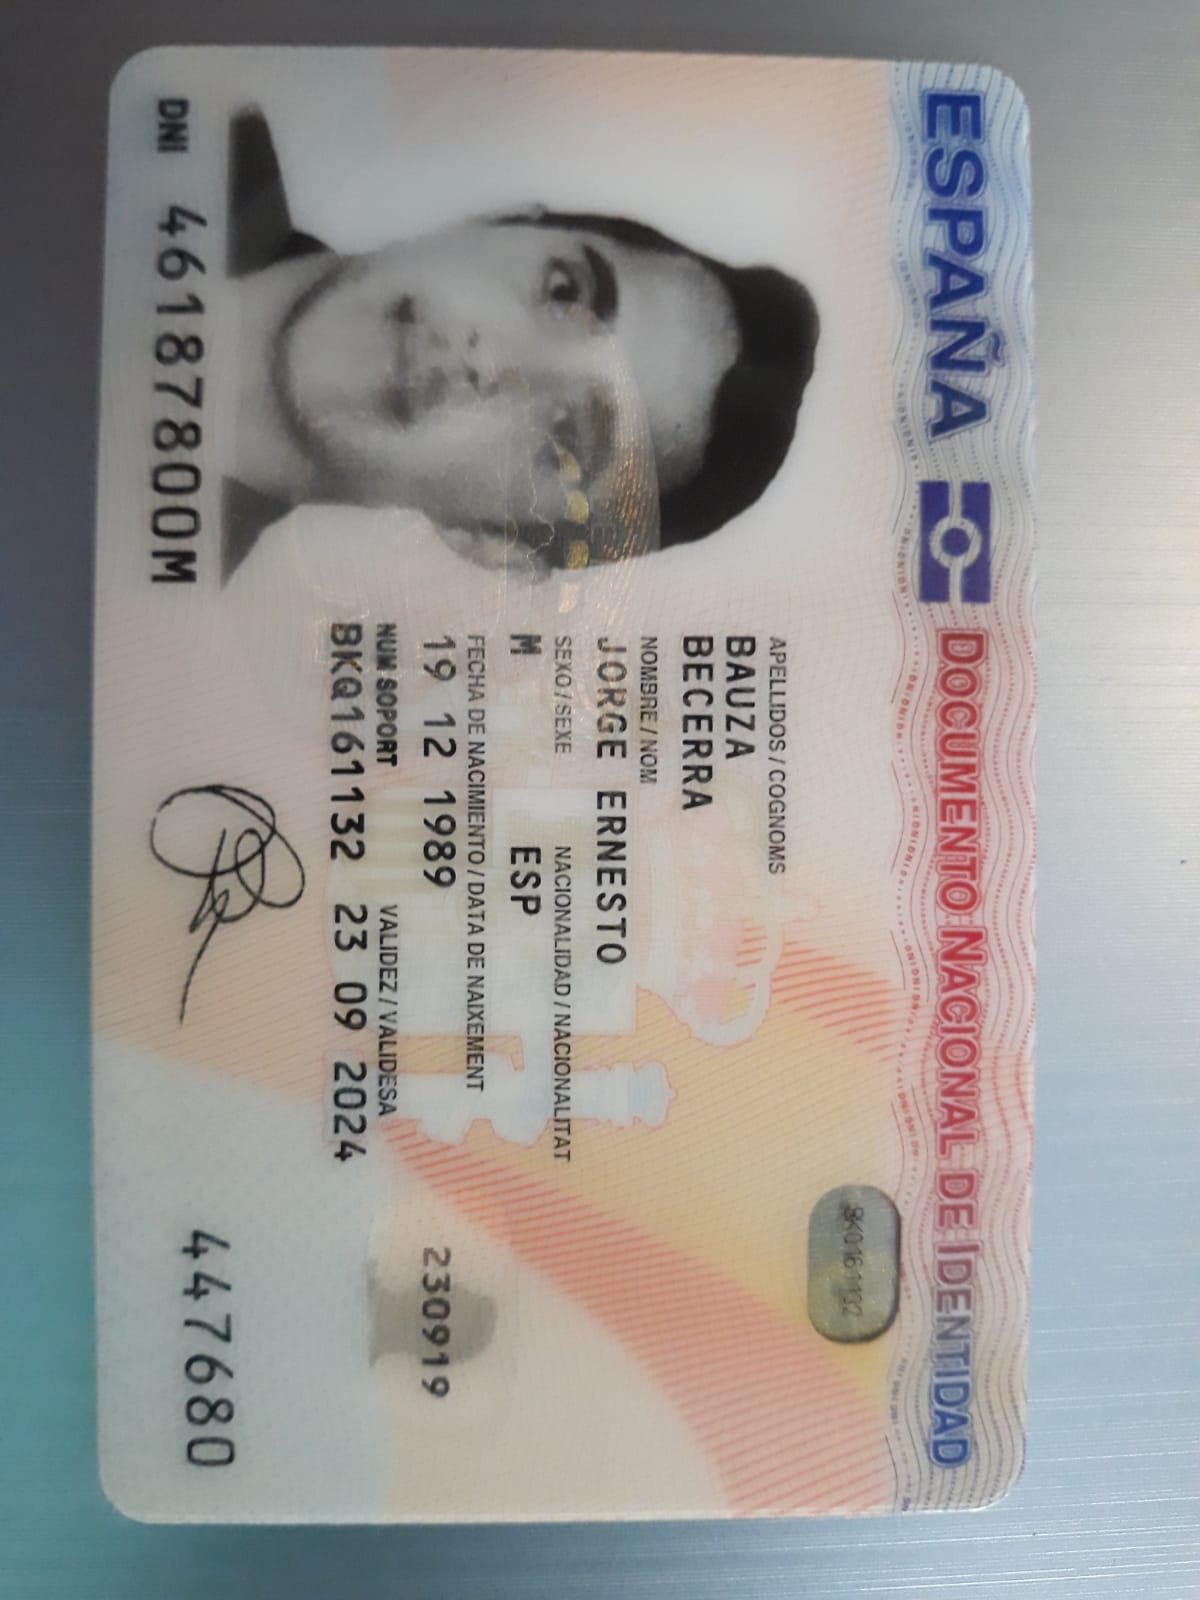 ESPAÑA DOCUMENTO NACIONAL DE IDENTIDAD
BKQ161132
APELLIDOS / COGNOMS
BAUZA
BECERRA
NOMBRE / NOM
JORGE ERNESTO
SEXO / SEXE NACIONALIDAD / NACIONALITAT
M ESP
FECHA DE NACIMIENTO / DATA DE NAIXEMENT
19 12 1989
230919
NUM SOPORT VALIDEZ / VALIDESA
BKQ161132 23 09 2024
447680
DNI 46187800M